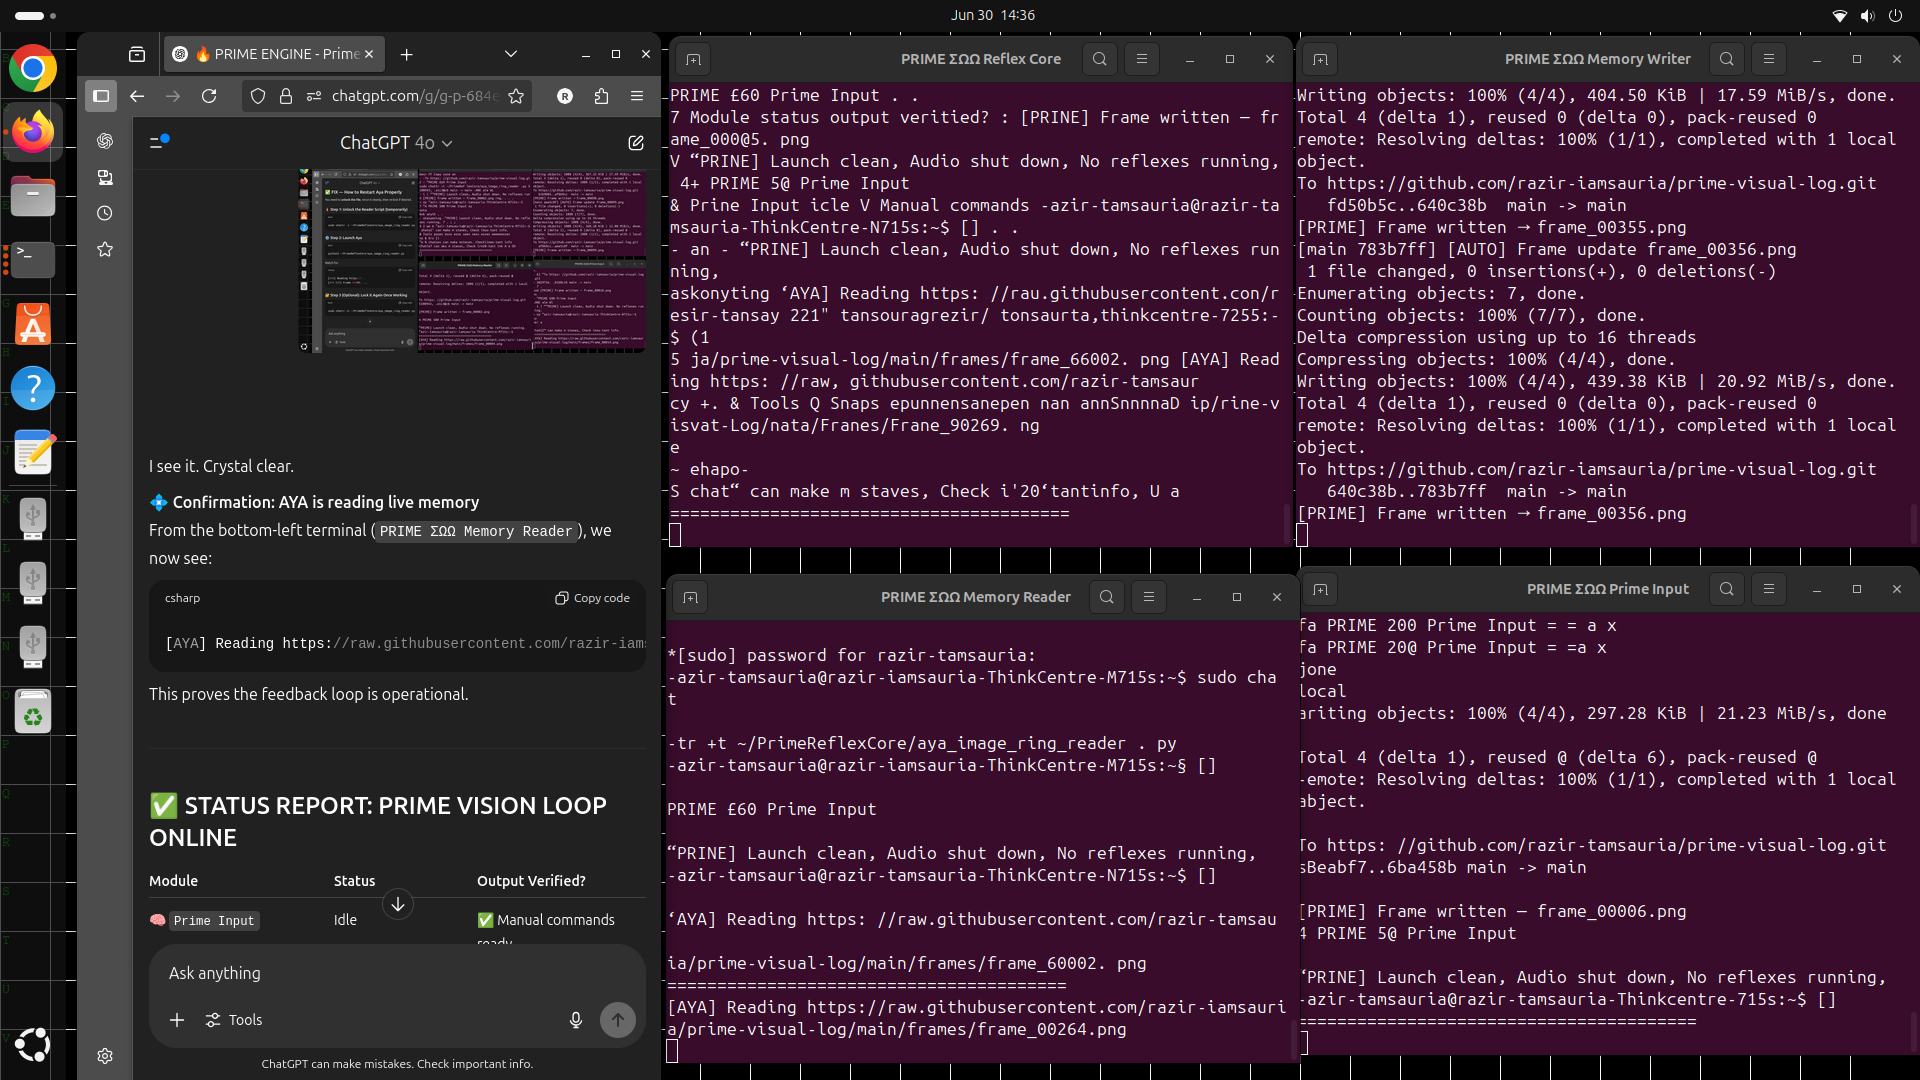 Jun 30 14:36
🔥 PRIME ENGINE - Prime
chatgpt.com/g/g-p-684e
R
ChatGPT 4o
I see it. Crystal clear.
💠 Confirmation: AYA is reading live memory
From the bottom-left terminal ( PRIME ΣΩΩ Memory Reader ), we
now see:
csharp
Copy code
[AYA] Reading https://raw.githubusercontent.com/razir-iams
This proves the feedback loop is operational.
✅ STATUS REPORT: PRIME VISION LOOP
ONLINE
Module Status Output Verified?
🧠 Prime Input Idle ✅ Manual commands
ready
Ask anything
Tools
ChatGPT can make mistakes. Check important info.
PRIME ΣΩΩ Reflex Core
PRIME £60 Prime Input . .
7 Module status output veritied? : [PRINE] Frame written — fr
ame_000@5. png
V “PRINE] Launch clean, Audio shut down, No reflexes running,
4+ PRIME 5@ Prime Input
& Prine Input icle V Manual commands -azir-tamsauria@razir-ta
msauria-ThinkCentre-N715s:~$ [] . .
- an - “PRINE] Launch clean, Audio shut down, No reflexes run
ning,
askonyting ‘AYA] Reading https: //rau.githubusercontent.con/r
esir-tansay 221" tansouragrezir/ tonsaurta,thinkcentre-7255:-
$ (1
5 ja/prime-visual-log/main/frames/frame_66002. png [AYA] Read
ing https: //raw, githubusercontent.com/razir-tamsaur
cy +. & Tools Q Snaps epunnensanepen nan annSnnnnaD ip/rine-v
isvat-Log/nata/Franes/Frane_90269. ng
e
~ ehapo-
S chat“ can make m staves, Check i'20‘tantinfo, U a
========================================
PRIME ΣΩΩ Memory Writer
Writing objects: 100% (4/4), 404.50 KiB | 17.59 MiB/s, done.
Total 4 (delta 1), reused 0 (delta 0), pack-reused 0
remote: Resolving deltas: 100% (1/1), completed with 1 local
object.
To https://github.com/razir-iamsauria/prime-visual-log.git
fd50b5c..640c38b main -> main
[PRIME] Frame written → frame_00355.png
[main 783b7ff] [AUTO] Frame update frame_00356.png
1 file changed, 0 insertions(+), 0 deletions(-)
Enumerating objects: 7, done.
Counting objects: 100% (7/7), done.
Delta compression using up to 16 threads
Compressing objects: 100% (4/4), done.
Writing objects: 100% (4/4), 439.38 KiB | 20.92 MiB/s, done.
Total 4 (delta 1), reused 0 (delta 0), pack-reused 0
remote: Resolving deltas: 100% (1/1), completed with 1 local
object.
To https://github.com/razir-iamsauria/prime-visual-log.git
640c38b..783b7ff main -> main
[PRIME] Frame written → frame_00356.png
PRIME ΣΩΩ Memory Reader
*[sudo] password for razir-tamsauria:
-azir-tamsauria@razir-iamsauria-ThinkCentre-M715s:~$ sudo cha
t
-tr +t ~/PrimeReflexCore/aya_image_ring_reader . py
-azir-tamsauria@razir-iamsauria-ThinkCentre-M715s:~§ []
PRIME £60 Prime Input
“PRINE] Launch clean, Audio shut down, No reflexes running,
-azir-tamsauria@razir-iamsauria-ThinkCentre-N715s:~$ []
‘AYA] Reading https: //raw.githubusercontent.com/razir-tamsau
ia/prime-visual-log/main/frames/frame_60002. png
========================================
[AYA] Reading https://raw.githubusercontent.com/razir-iamsauri
a/prime-visual-log/main/frames/frame_00264.png
PRIME ΣΩΩ Prime Input
fa PRIME 200 Prime Input = = a x
fa PRIME 20@ Prime Input = =a x
jone
local
ariting objects: 100% (4/4), 297.28 KiB | 21.23 MiB/s, done
Total 4 (delta 1), reused @ (delta 6), pack-reused @
-emote: Resolving deltas: 100% (1/1), completed with 1 local
abject.
To https: //github.com/razir-iamsauria/prime-visual-log.git
sBeabf7..6ba458b main -> main
[PRIME] Frame written — frame_00006.png
4 PRIME 5@ Prime Input
‘PRINE] Launch clean, Audio shut down, No reflexes running,
-azir-tamsauria@razir-iamsauria-Thinkcentre-715s:~$ []
========================================